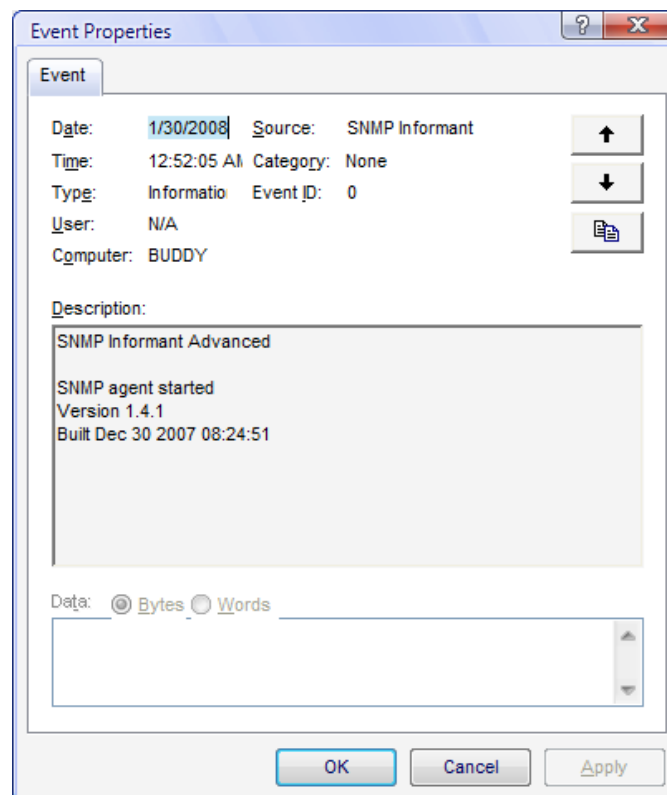 Event Properties
Event
Date: 1/30/2008 Source: SNMP Informant
Time: 12:52:05 AM Category: None
Type: Informatio Event ID: 0
User: N/A
Computer: BUDDY
Description:
SNMP Informant Advanced
SNMP agent started
Version 1.4.1
Built Dec 30 2007 08:24:51
Data: Bytes Words
OK Cancel Apply